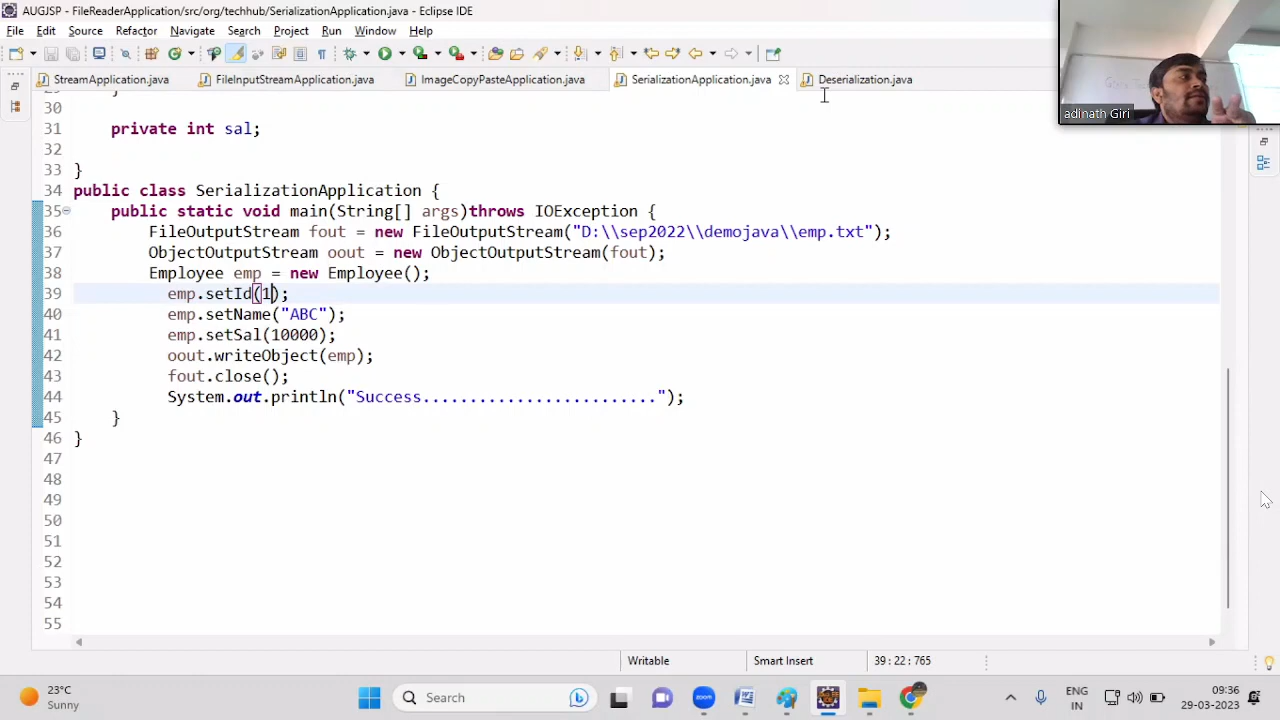 AUGJSP - FileReaderApplication/src/org/techhub/SerializationApplication.java - Eclipse IDE
File Edit Source Refactor Navigate Search Project Run Window Help
StreamApplication.java FileInputStreamApplication.java ImageCopyPasteApplication.java SerializationApplication.java Deserialization.java
adinath Giri
30
31 private int sal;
32
33 }
34 public class SerializationApplication {
35 public static void main(String[] args)throws IOException {
36 FileOutputStream fout = new FileOutputStream("D:\\sep2022\\demojava\\emp.txt");
37 ObjectOutputStream oout = new ObjectOutputStream(fout);
38 Employee emp = new Employee();
39 emp.setId(1);
40 emp.setName("ABC");
41 emp.setSal(10000);
42 oout.writeObject(emp);
43 fout.close();
44 System.out.println("Success.........................");
45 }
46 }
47
48
49
50
51
52
53
54
55
Writable Smart Insert 39:22:765
23°C
Sunny
Search
zoom
ENG
IN
09:36
29-03-2023